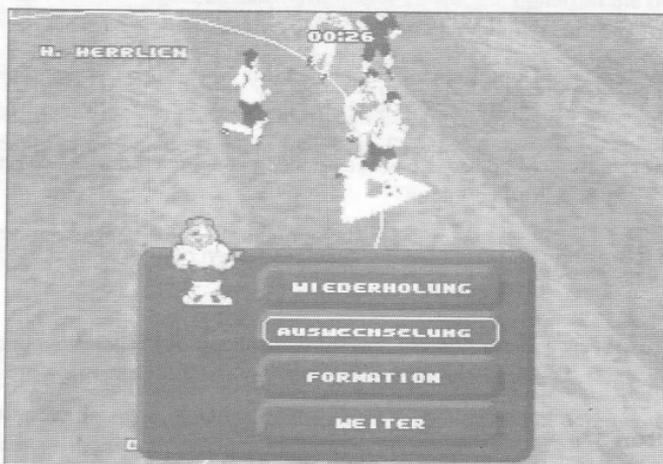 00:26
H. HERRLICH
WIEDERHOLUNG
AUSWECHSELUNG
FORMATION
WEITER